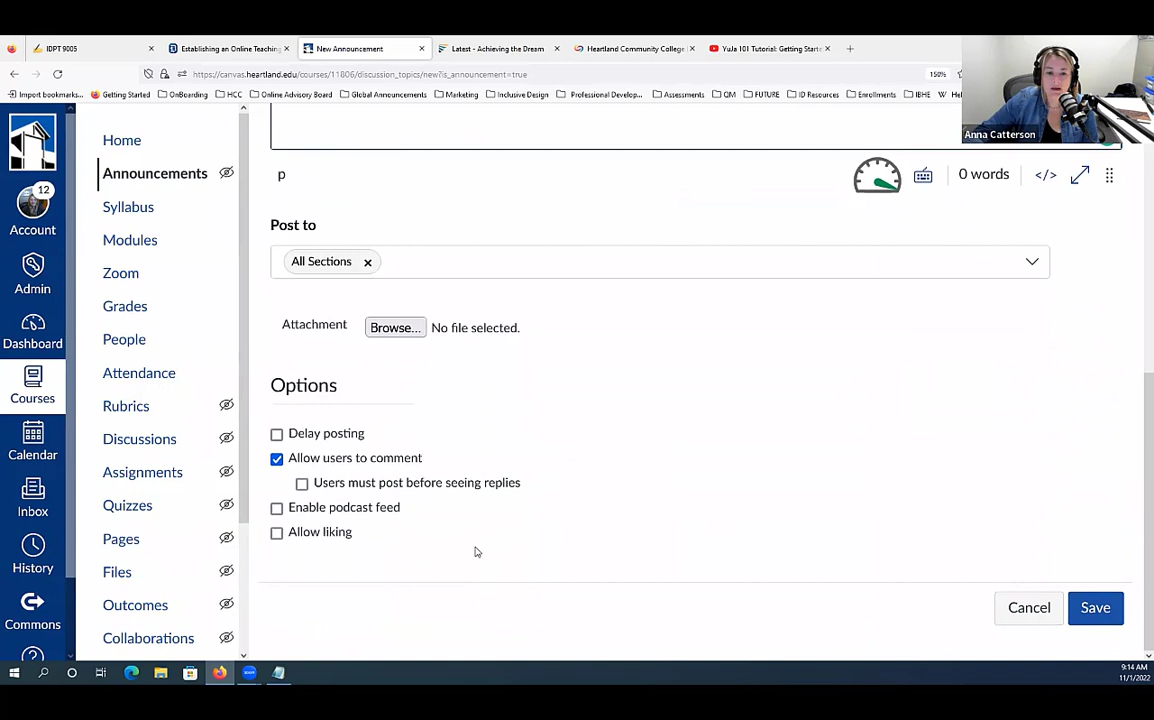 IDPT 9005
Establishing an Online Teaching
New Announcement
Latest - Achieving the Dream
Heartland Community College
YuJa 101 Tutorial: Getting Starte
https://canvas.heartland.edu/courses/11806/discussion_topics/new?is_announcement=true
150%
Import bookmarks...
Getting Started
OnBoarding
HCC
Online Advisory Board
Global Announcements
Marketing
Inclusive Design
Professional Develop...
Assessments
QM
FUTURE
ID Resources
Enrollments
IBHE
Anna Catterson
12
Account
Admin
Dashboard
Courses
Calendar
Inbox
History
Commons
Home
Announcements
Syllabus
Modules
Zoom
Grades
People
Attendance
Rubrics
Discussions
Assignments
Quizzes
Pages
Files
Outcomes
Collaborations
p
0 words
</>
Post to
All Sections
Attachment
Browse... No file selected.
Options
Delay posting
Allow users to comment
Users must post before seeing replies
Enable podcast feed
Allow liking
Cancel
Save
9:14 AM
11/1/2022